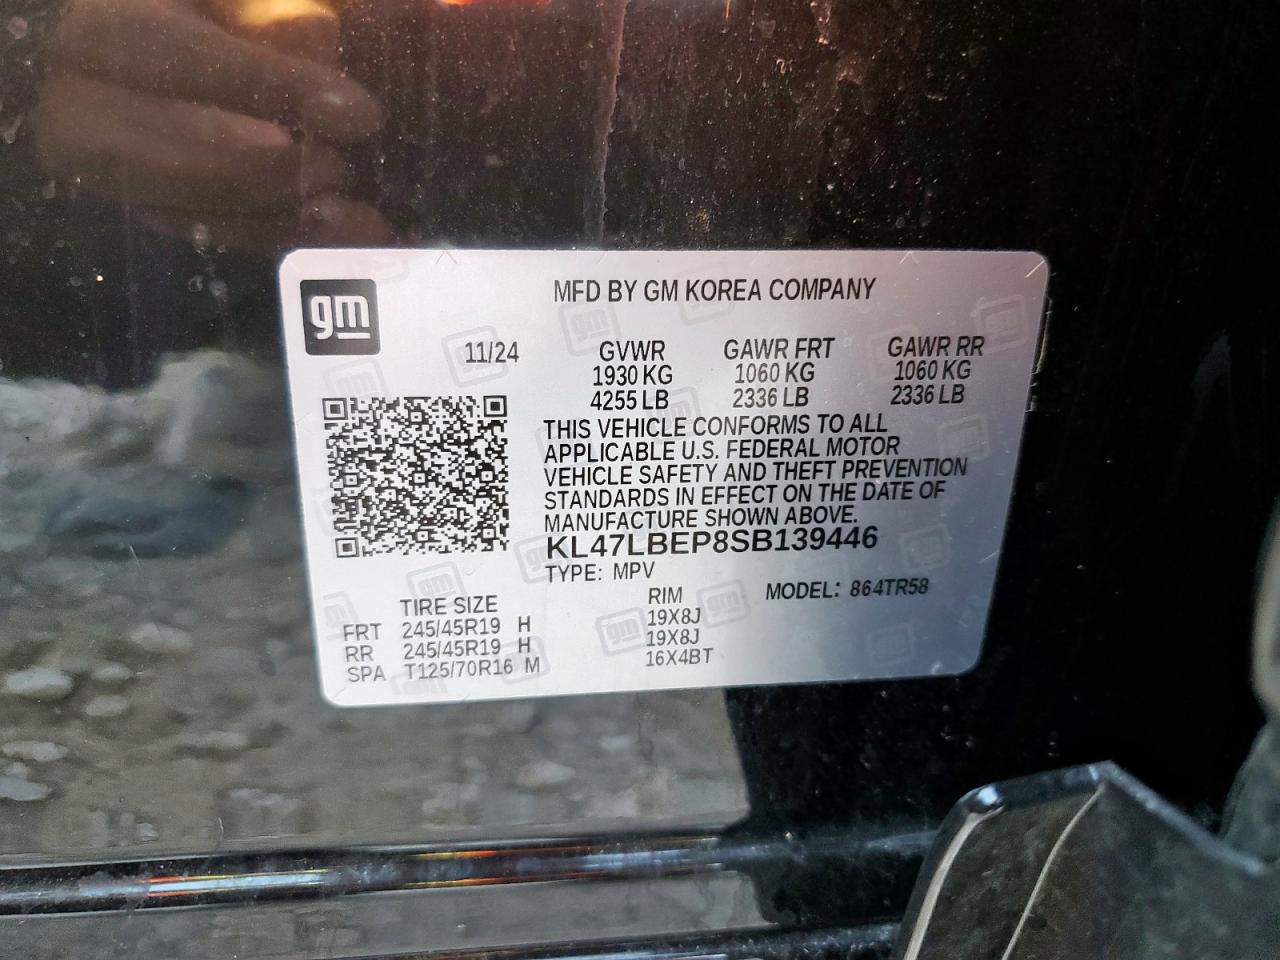 gm
MFD BY GM KOREA COMPANY
11/24 GVWR GAWR FRT GAWR RR
1930 KG 1060 KG 1060 KG
4255 LB 2336 LB 2336 LB
THIS VEHICLE CONFORMS TO ALL
APPLICABLE U.S. FEDERAL MOTOR
VEHICLE SAFETY AND THEFT PREVENTION
STANDARDS IN EFFECT ON THE DATE OF
MANUFACTURE SHOWN ABOVE.
KL47LBEP8SB139446
TYPE: MPV
TIRE SIZE RIM MODEL: 864TR58
FRT 245/45R19 H 19X8J
RR 245/45R19 H 19X8J
SPA T125/70R16 M 16X4BT